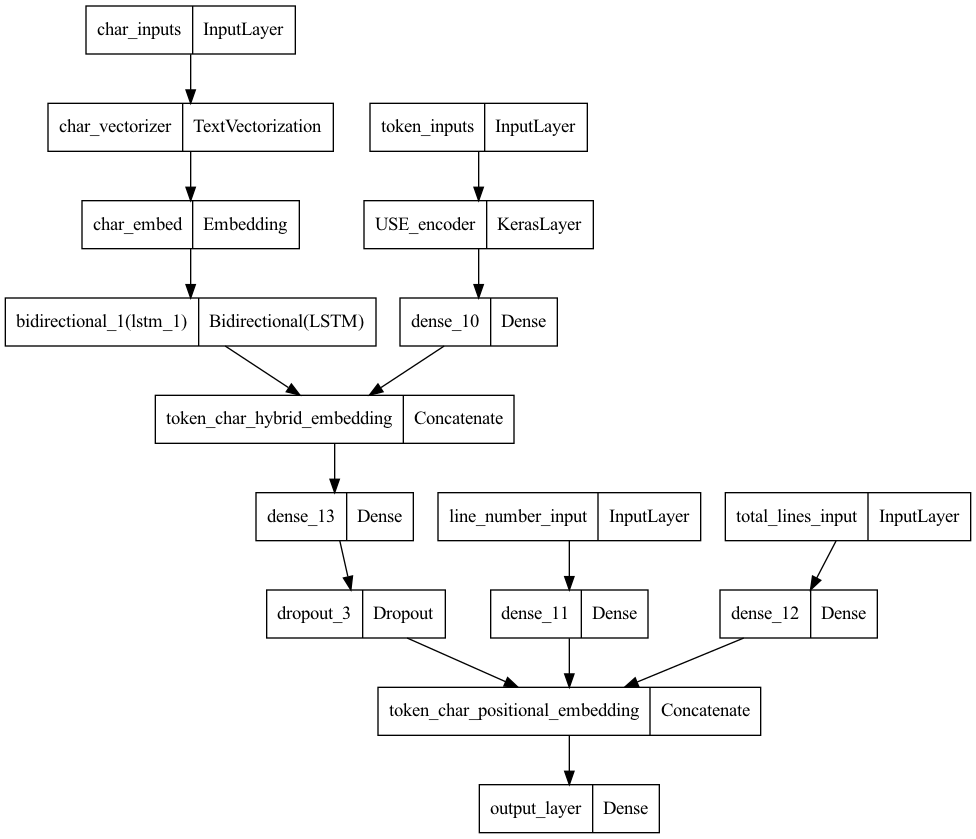 char_inputs InputLayer
char_vectorizer TextVectorization
token_inputs InputLayer
char_embed Embedding
USE_encoder KerasLayer
bidirectional_1(lstm_1) Bidirectional(LSTM)
dense_10 Dense
token_char_hybrid_embedding Concatenate
dense_13 Dense
line_number_input InputLayer
total_lines_input InputLayer
dropout_3 Dropout
dense_11 Dense
dense_12 Dense
token_char_positional_embedding Concatenate
output_layer Dense